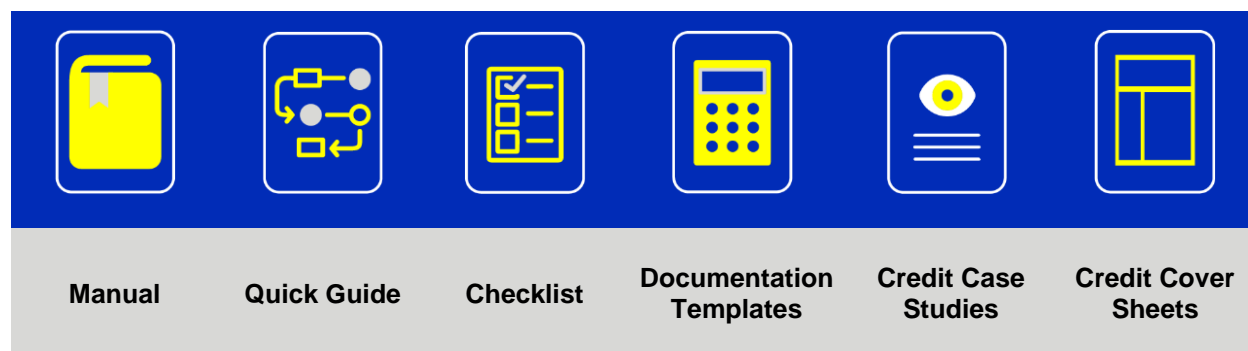 Manual
Quick Guide
Checklist
Documentation
Templates
Credit Case
Studies
Credit Cover
Sheets